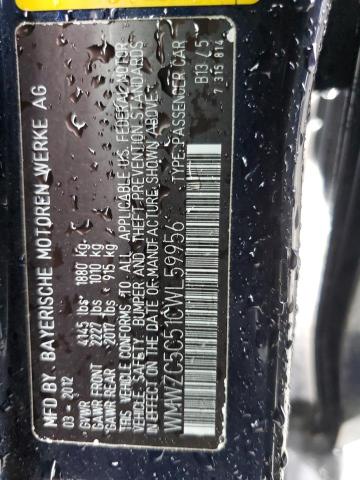 MFD BY. BAYERISCHE MOTOREN WERKE AG
03 - 2012
GVWR 4145 lbs* 1880 kg*
GAWR FRONT 2227 lbs 1010 kg
*GAWR REAR 2017 lbs 915 kg*
THIS VEHICLE CONFORMS TO ALL APPLICABLE U.S. FEDERAL MOTOR
VEHICLE SAFETY, BUMPER AND THEFT PREVENTION STANDARDS
IN EFFECT ON THE DATE OF MANUFACTURE SHOWN ABOVE.
WMWZC5C51CWL59956 TYPE: PASSENGER CAR
B13 / 5
7 315 814